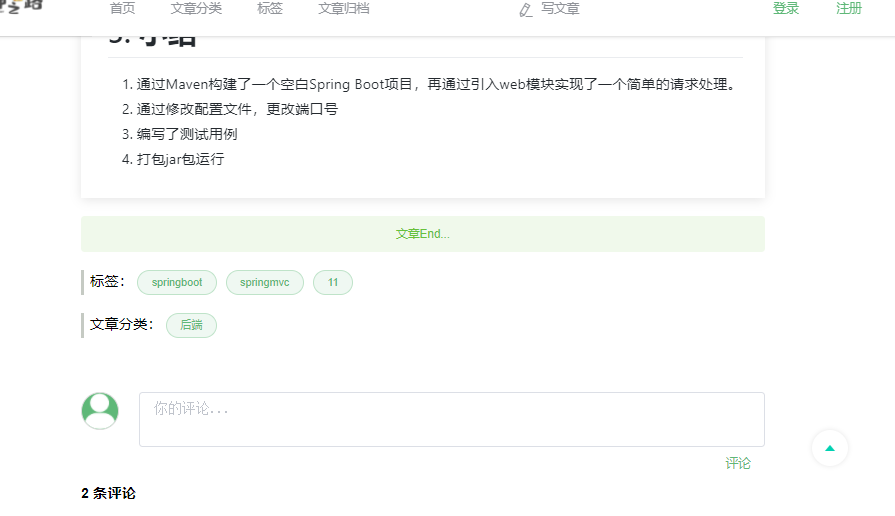 首页 文章分类 标签 文章归档 写文章 登录 注册
1. 通过Maven构建了一个空白Spring Boot项目，再通过引入web模块实现了一个简单的请求处理。
2. 通过修改配置文件，更改端口号
3. 编写了测试用例
4. 打包jar包运行
文章End...
标签： springboot springmvc 11
文章分类： 后端
你的评论...
评论
2 条评论